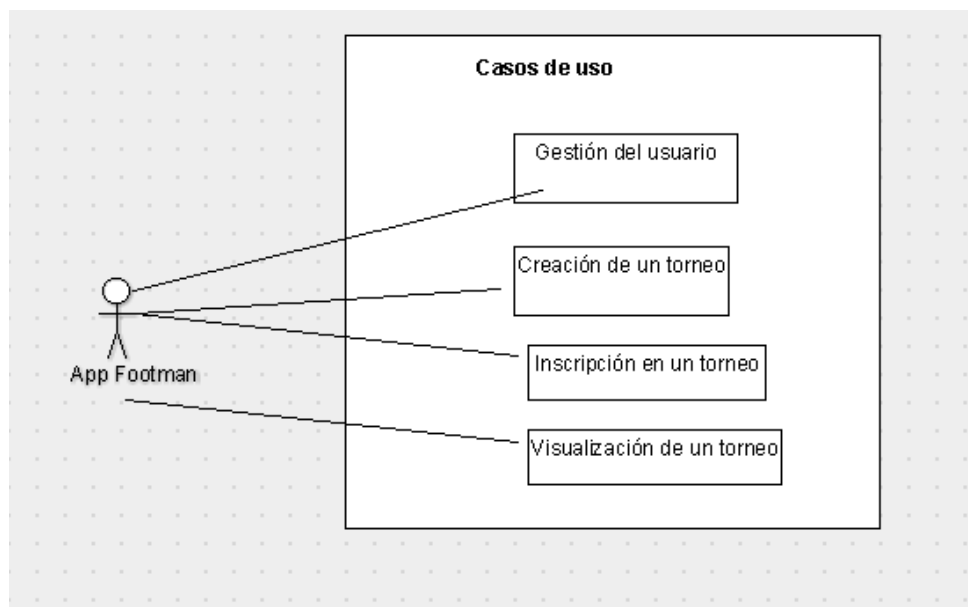 Casos de uso
Gestión del usuario
Creación de un torneo
Inscripción en un torneo
App Footman
Visualización de un torneo